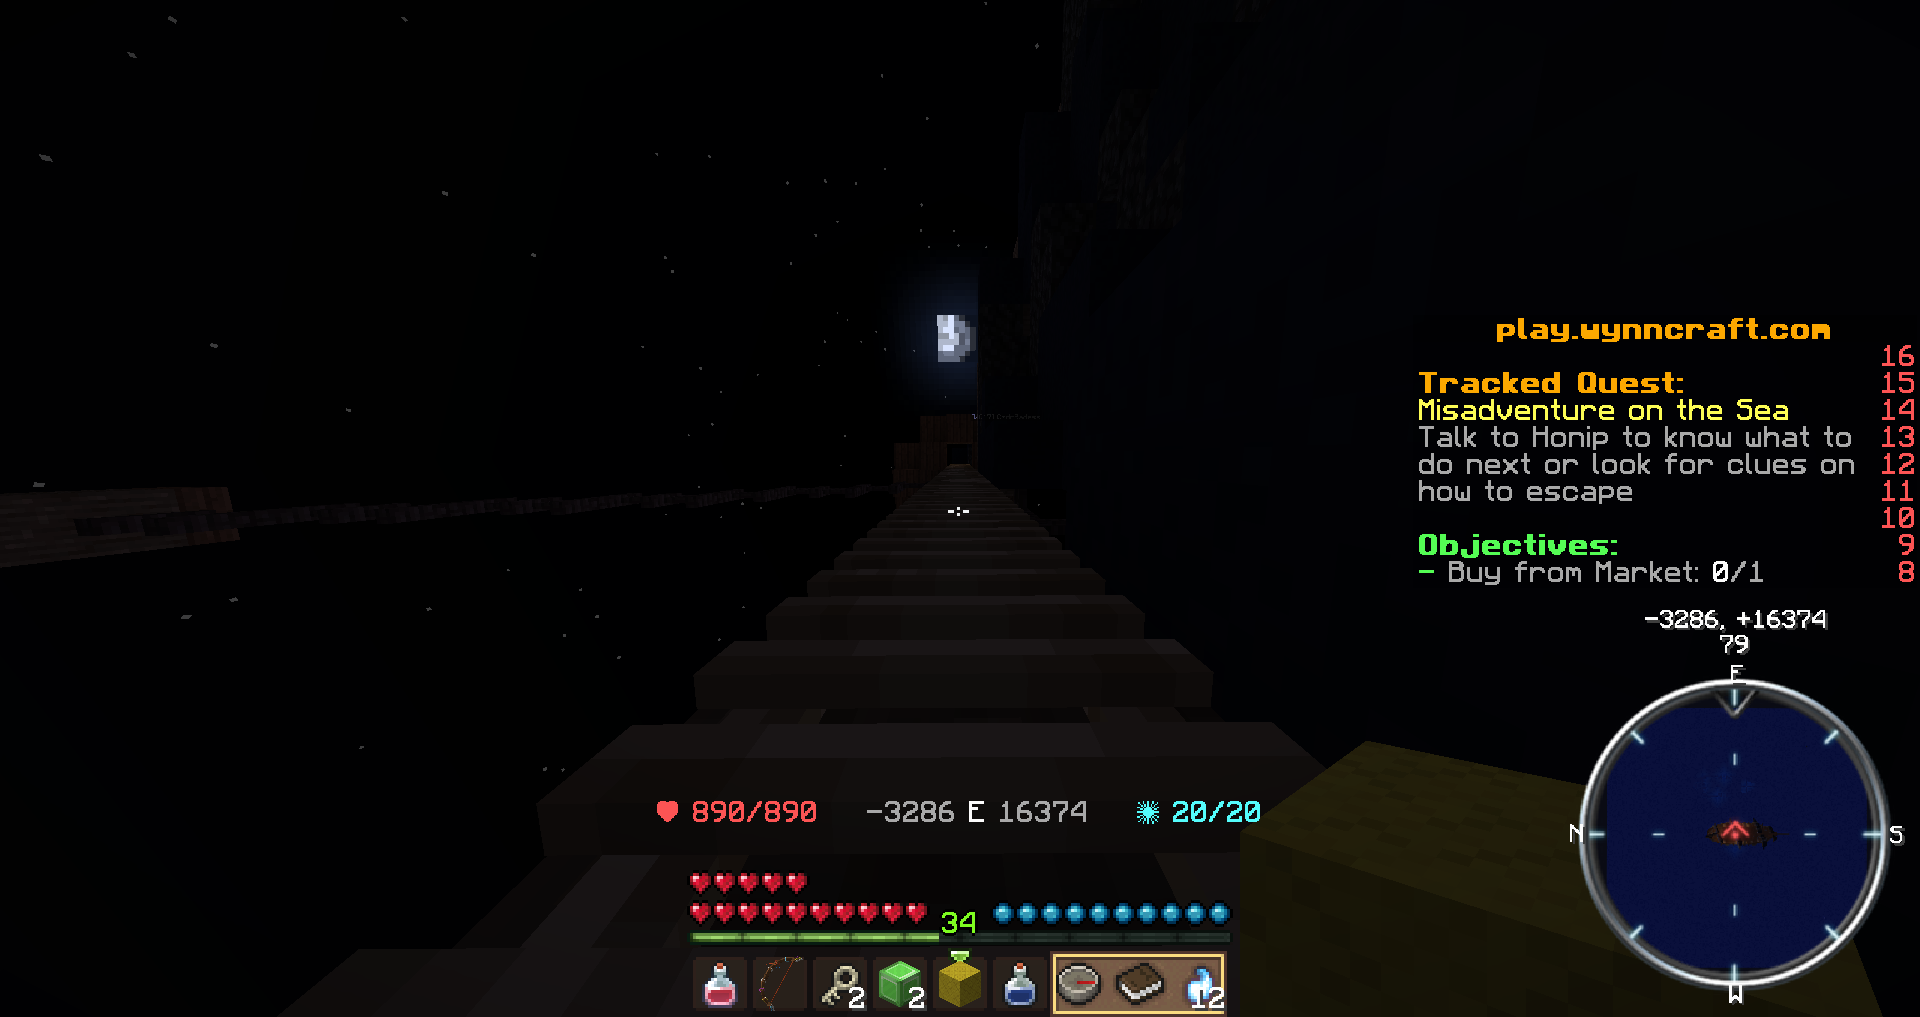 play.wynncraft.com
16
Tracked Quest: 15
Misadventure on the Sea 14
Talk to Honip to know what to 13
do next or look for clues on 12
how to escape 11
10
Objectives: 9
- Buy from Market: 0/1 8
-3286, +16374
79
E
N S
W
890/890 -3286 E 16374 20/20
34
2 2 12